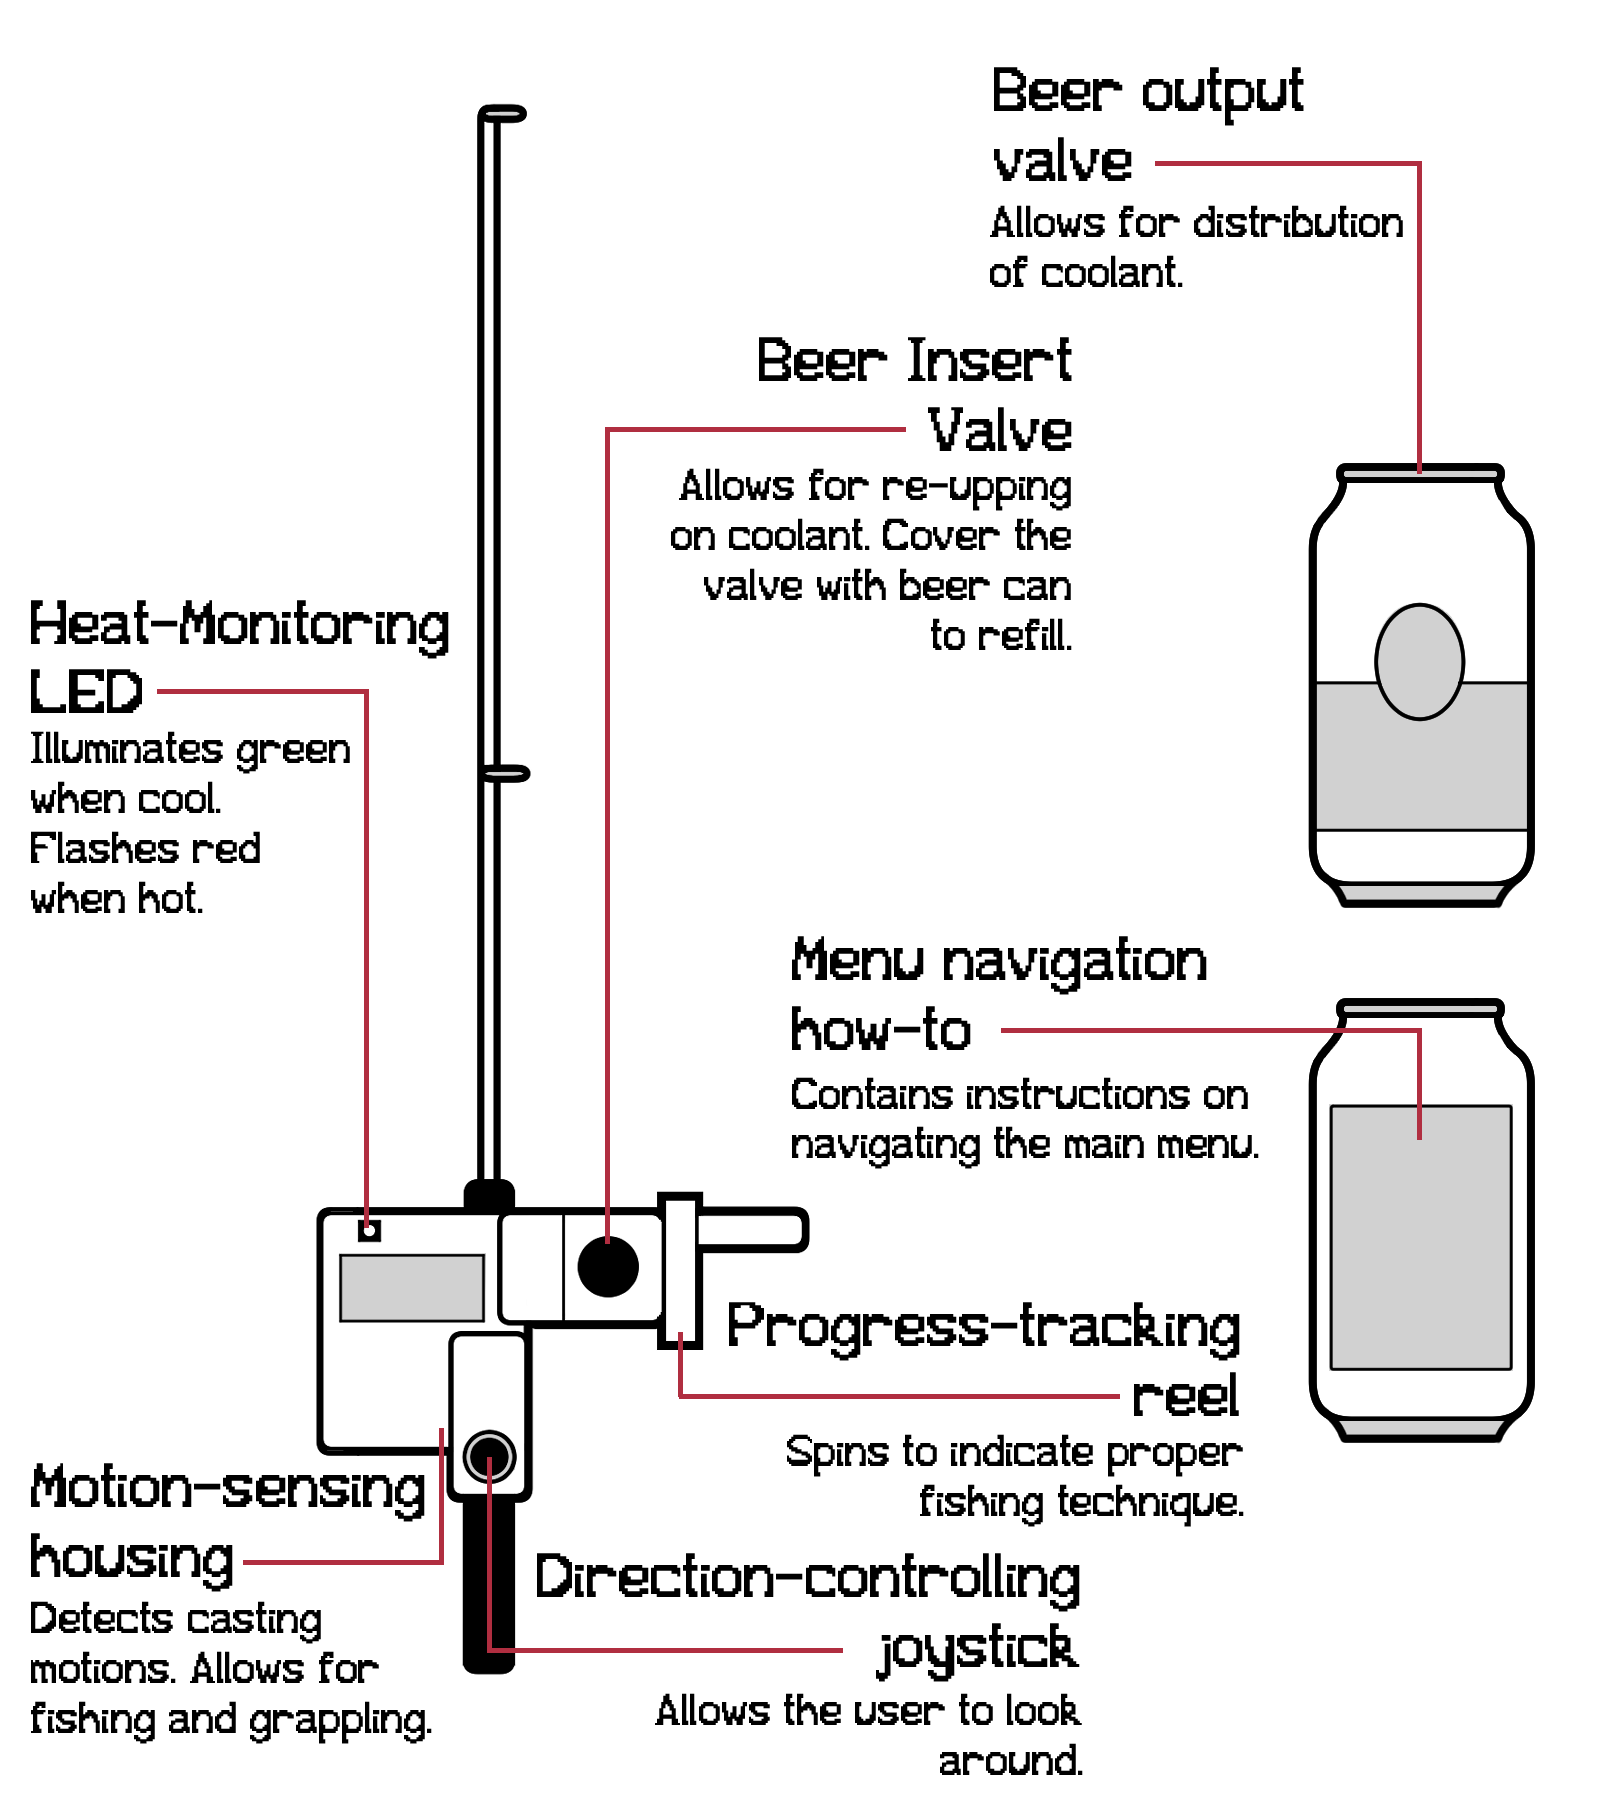 Beer output
valve
Allows for distribution
of coolant.
Beer Insert
Valve
Allows for re-upping
on coolant. Cover the
valve with beer can
to refill.
Heat-Monitoring
LED
Illuminates green
when cool.
Flashes red
when hot.
Menu navigation
how-to
Contains instructions on
navigating the main menu.
Progress-tracking
reel
Spins to indicate proper
fishing technique.
Motion-sensing
housing
Detects casting
motions. Allows for
fishing and grappling.
Direction-controlling
joystick
Allows the user to look
around.